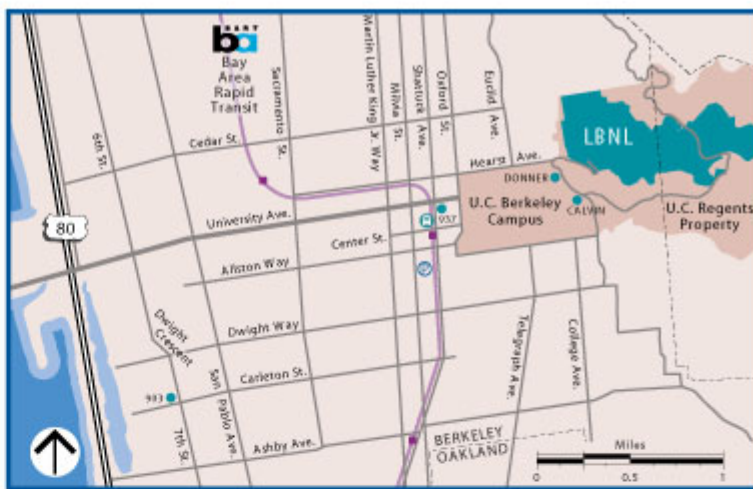 BART
ba
Bay
Area
Rapid
Transit
Sacramento St.
Martin Luther King Jr. Way
Milvia St.
Shattuck Ave.
Oxford St.
Euclid Ave.
6th St.
Cedar St.
Hearst Ave.
LBNL
DONNER
CALVIN
U.C. Berkeley
Campus
U.C. Regents
Property
80
University Ave.
937
Center St.
Allston Way
Dwight
Crescent
Dwight Way
Telegraph Ave.
College Ave.
Carleton St.
903
San Pablo Ave.
7th St.
Ashby Ave.
BERKELEY
OAKLAND
Miles
0
0.5
1